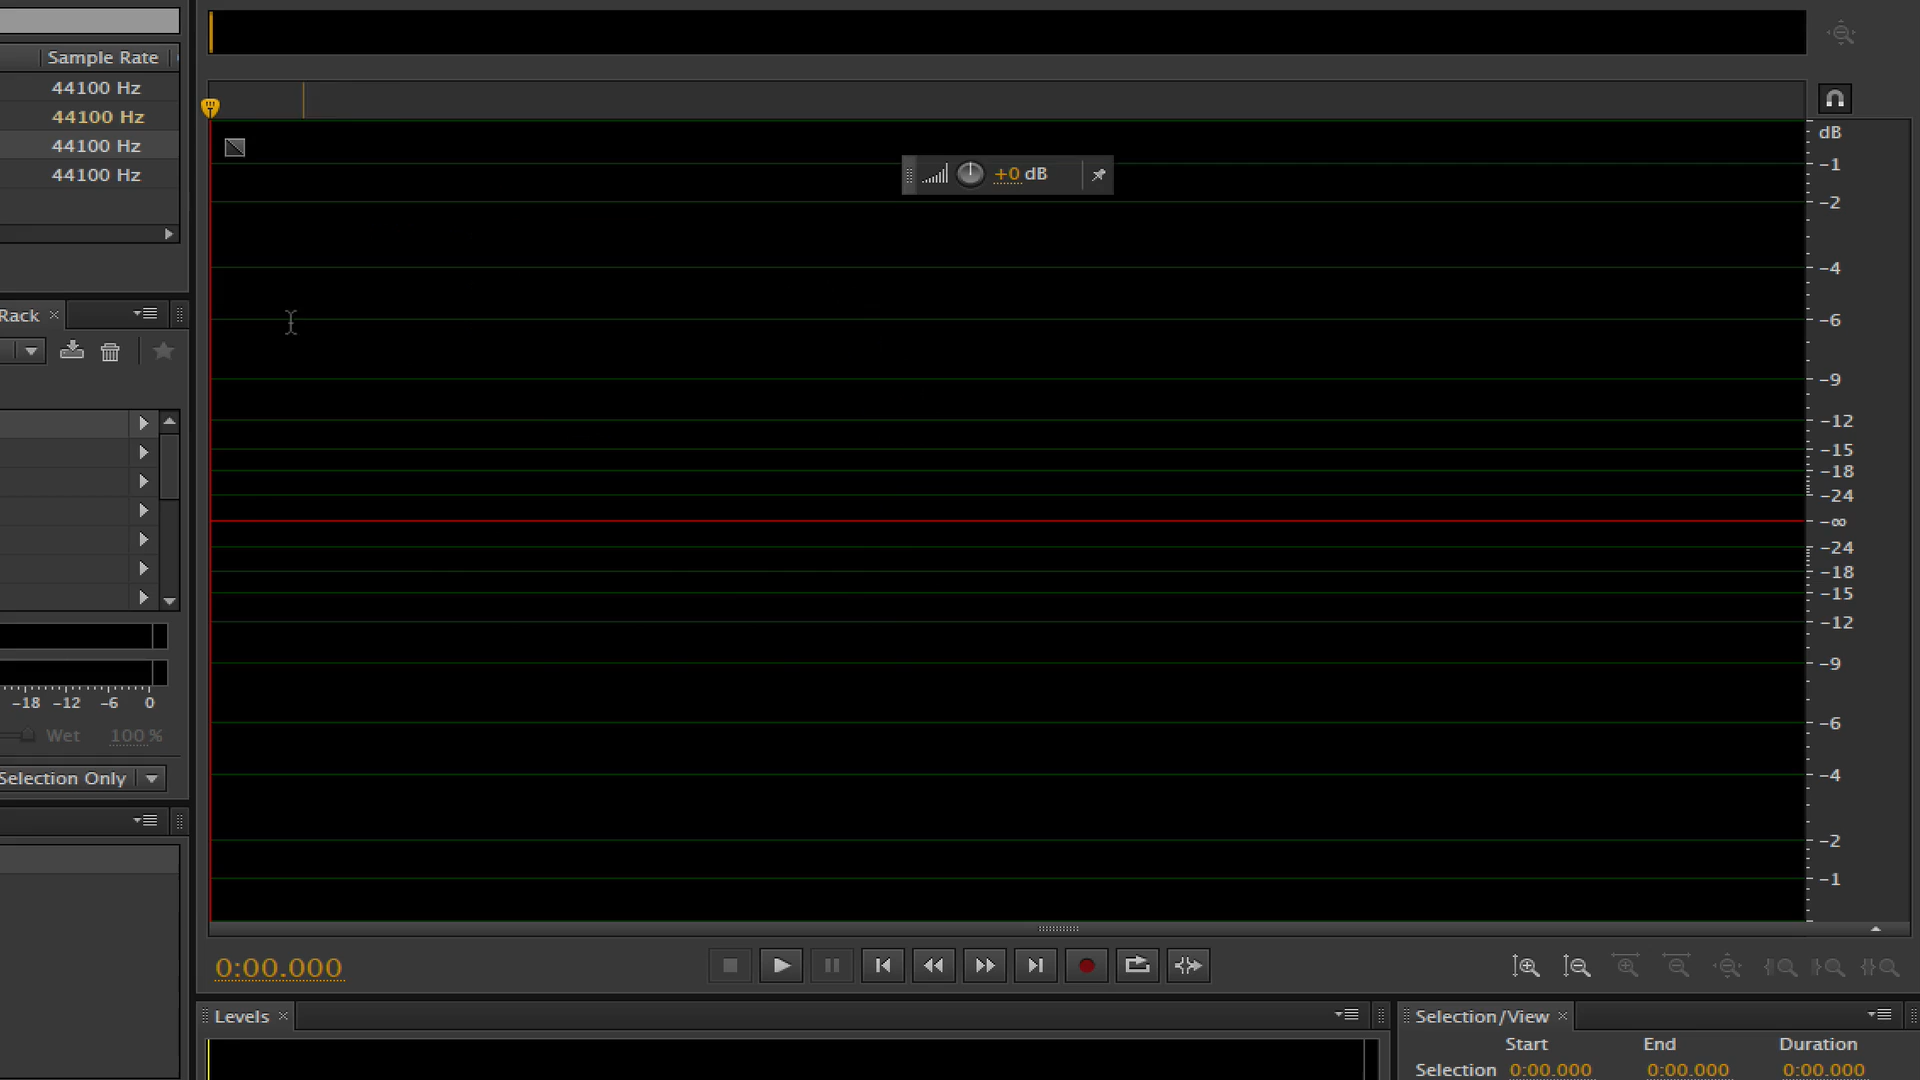 Sample Rate
44100 Hz
44100 Hz
44100 Hz
44100 Hz
Rack
+0 dB
dB
-1
-2
-4
-6
-9
-12
-15
-18
-24
-∞
-24
-18
-15
-12
-9
-6
-4
-2
-1
-18 -12 -6 0
Wet 100 %
Selection Only
0:00.000
Levels
Selection/View
Start End Duration
Selection 0:00.000 0:00.000 0:00.000